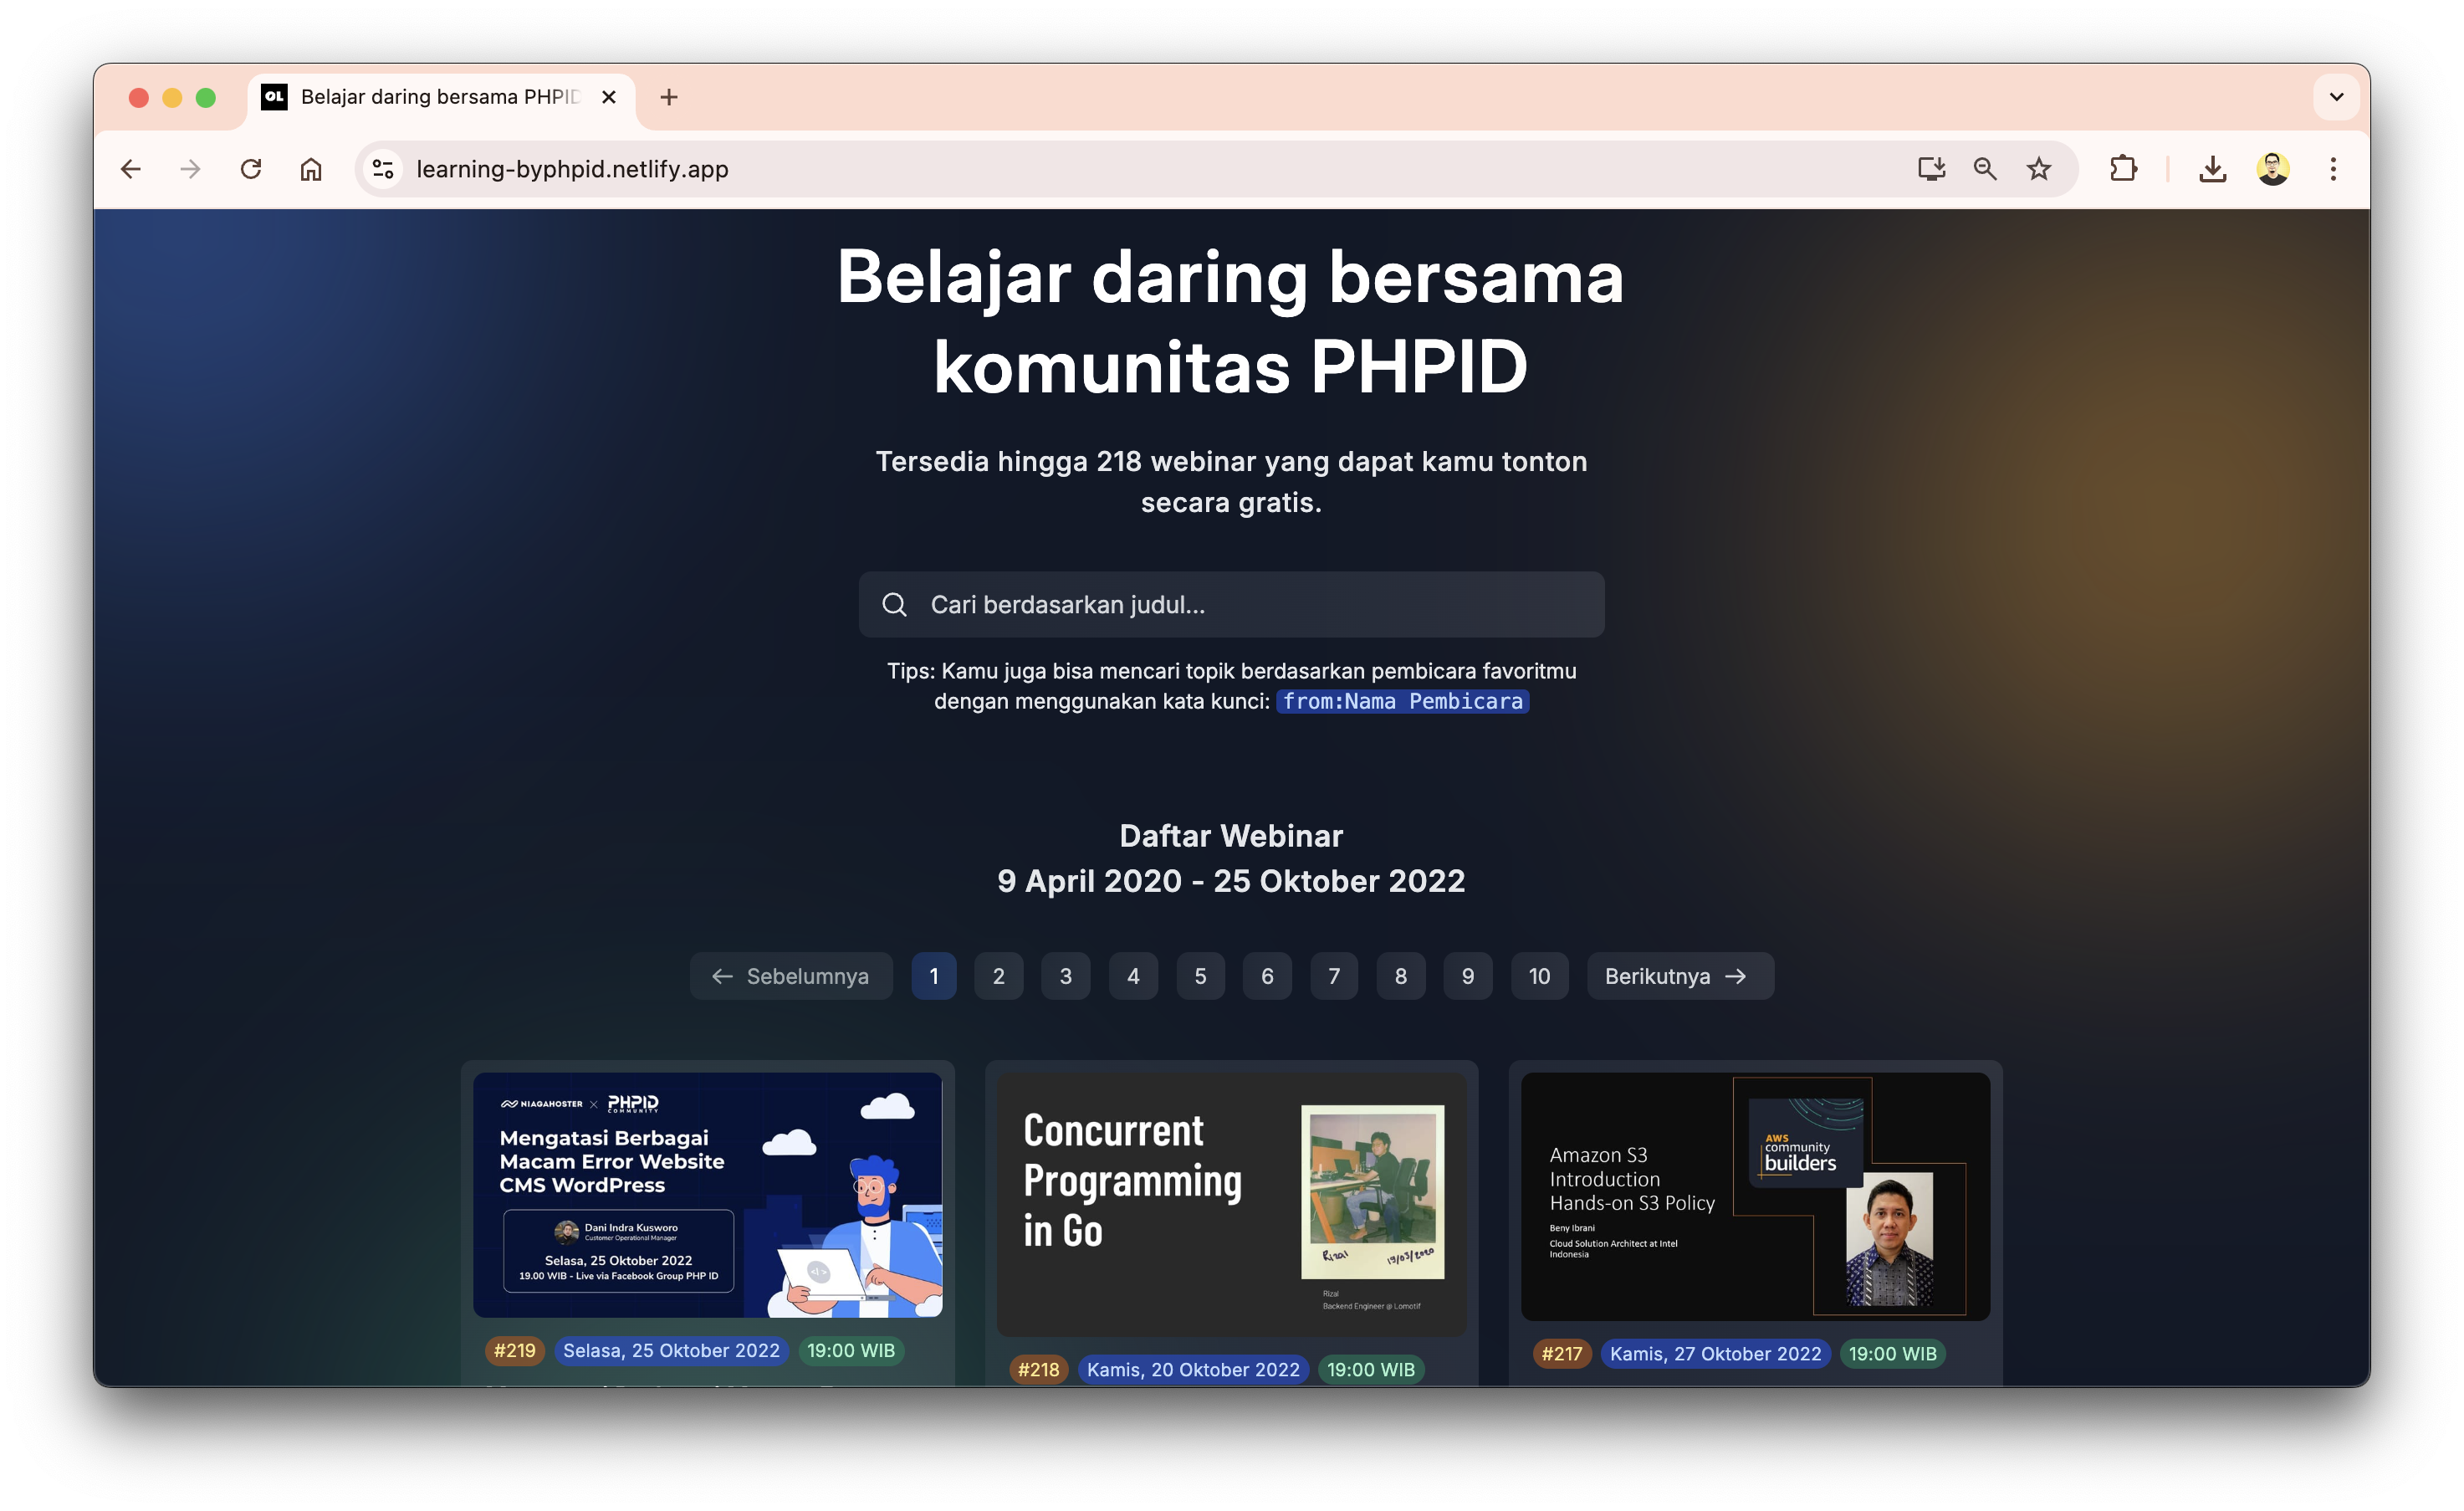 OL Belajar daring bersama PHPID
learning-byphpid.netlify.app
Belajar daring bersama
komunitas PHPID
Tersedia hingga 218 webinar yang dapat kamu tonton
secara gratis.
Cari berdasarkan judul...
Tips: Kamu juga bisa mencari topik berdasarkan pembicara favoritmu
dengan menggunakan kata kunci: from:Nama Pembicara
Daftar Webinar
9 April 2020 - 25 Oktober 2022
← Sebelumnya 1 2 3 4 5 6 7 8 9 10 Berikutnya →
NIAGAHOSTER × PHPID COMMUNITY
Mengatasi Berbagai
Macam Error Website
CMS WordPress
Dani Indra Kusworo
Customer Operational Manager
Selasa, 25 Oktober 2022
19.00 WIB - Live via Facebook Group PHP ID
#219 Selasa, 25 Oktober 2022 19:00 WIB
Concurrent
Programming
in Go
Rizal 19/03/2020
Rizal
Backend Engineer @ Lomotif
#218 Kamis, 20 Oktober 2022 19:00 WIB
AWS
community
builders
Amazon S3
Introduction
Hands-on S3 Policy
Beny Ibrani
Cloud Solution Architect at Intel
Indonesia
#217 Kamis, 27 Oktober 2022 19:00 WIB